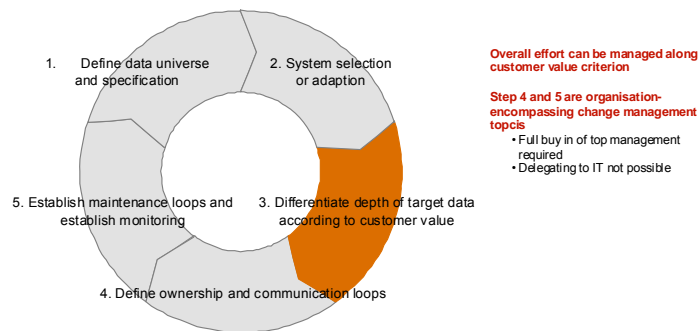 1. Define data universe
and specification
2. System selection
or adaption
3. Differentiate depth of target data
according to customer value
4. Define ownership and communication loops
5. Establish maintenance loops and
establish monitoring
Overall effort can be managed along
customer value criterion
Step 4 and 5 are organisation-
encompassing change management
topcis
• Full buy in of top management
required
• Delegating to IT not possible